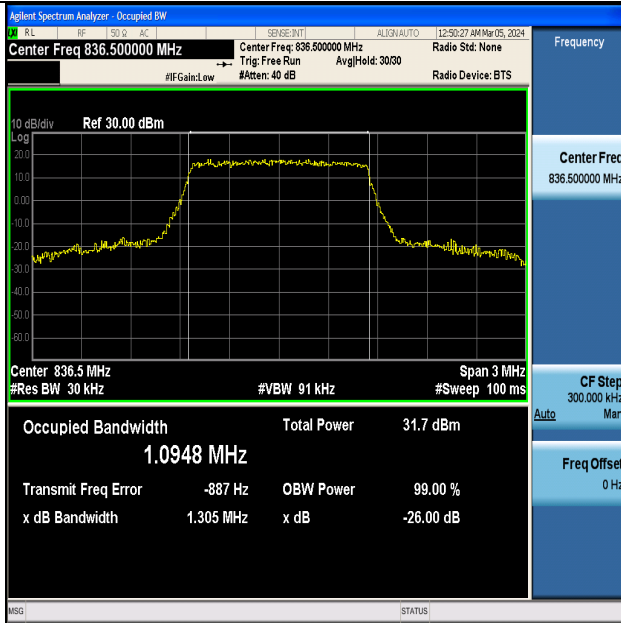 Agilent Spectrum Analyzer - Occupied BW
RL RF 50 Ω AC SENSE:INT ALIGN AUTO 12:50:27 AM Mar 05, 2024
Center Freq 836.500000 MHz Center Freq: 836.500000 MHz Radio Std: None
Trig: Free Run Avg|Hold: 30/30
#IFGain:Low #Atten: 40 dB Radio Device: BTS
10 dB/div Ref 30.00 dBm
Log
20.0
10.0
0.00
-10.0
-20.0
-30.0
-40.0
-50.0
-60.0
Center 836.5 MHz Span 3 MHz
#Res BW 30 kHz #VBW 91 kHz #Sweep 100 ms
Occupied Bandwidth Total Power 31.7 dBm
1.0948 MHz
Transmit Freq Error -887 Hz OBW Power 99.00 %
x dB Bandwidth 1.305 MHz x dB -26.00 dB
MSG STATUS
Frequency
Center Freq
836.500000 MHz
CF Step
300.000 kHz
Auto Man
Freq Offset
0 Hz